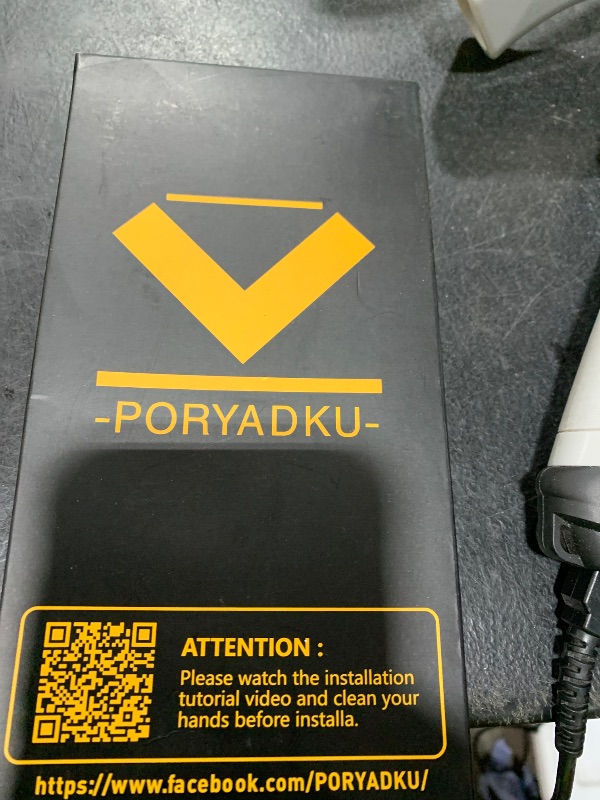 -PORYADKU-
ATTENTION :
Please watch the installation
tutorial video and clean your
hands before installa.
https://www.facebook.com/PORYADKU/